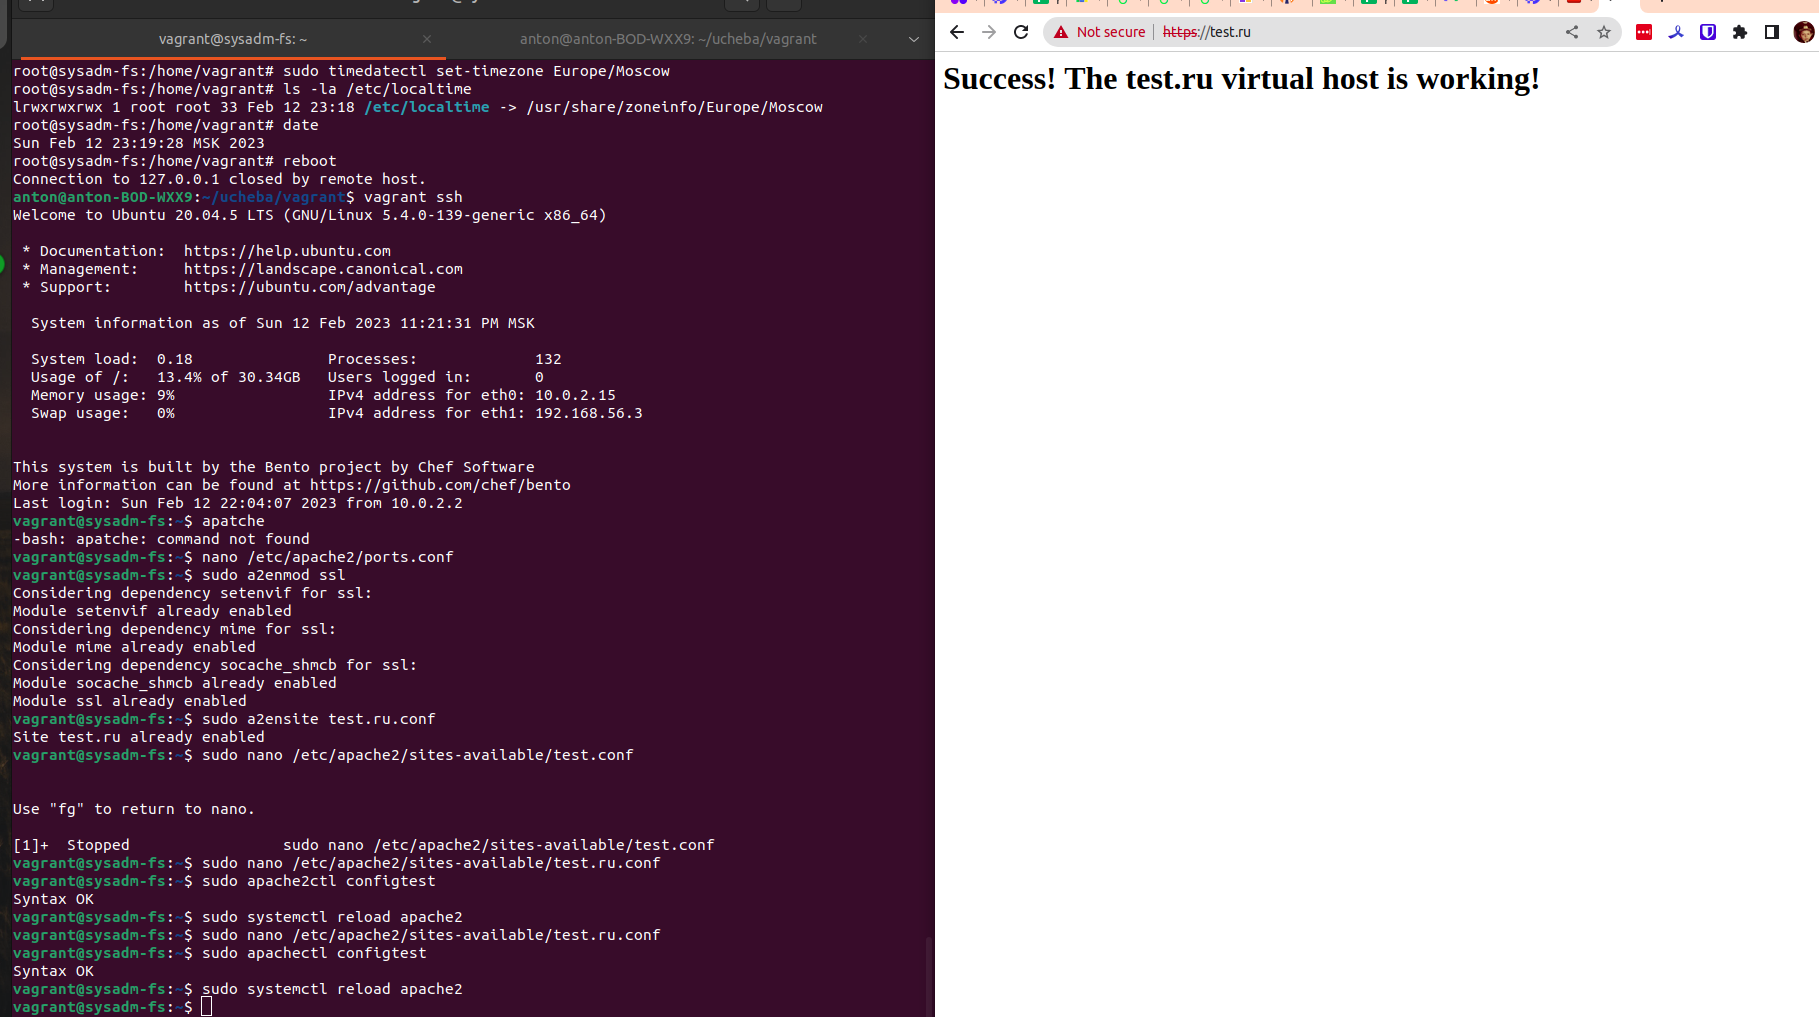 vagrant@sysadm-fs: ~ × anton@anton-BOD-WXX9: ~/ucheba/vagrant ×
root@sysadm-fs:/home/vagrant# sudo timedatectl set-timezone Europe/Moscow
root@sysadm-fs:/home/vagrant# ls -la /etc/localtime
lrwxrwxrwx 1 root root 33 Feb 12 23:18 /etc/localtime -> /usr/share/zoneinfo/Europe/Moscow
root@sysadm-fs:/home/vagrant# date
Sun Feb 12 23:19:28 MSK 2023
root@sysadm-fs:/home/vagrant# reboot
Connection to 127.0.0.1 closed by remote host.
anton@anton-BOD-WXX9:~/ucheba/vagrant$ vagrant ssh
Welcome to Ubuntu 20.04.5 LTS (GNU/Linux 5.4.0-139-generic x86_64)
* Documentation: https://help.ubuntu.com
* Management: https://landscape.canonical.com
* Support: https://ubuntu.com/advantage
System information as of Sun 12 Feb 2023 11:21:31 PM MSK
System load: 0.18 Processes: 132
Usage of /: 13.4% of 30.34GB Users logged in: 0
Memory usage: 9% IPv4 address for eth0: 10.0.2.15
Swap usage: 0% IPv4 address for eth1: 192.168.56.3
This system is built by the Bento project by Chef Software
More information can be found at https://github.com/chef/bento
Last login: Sun Feb 12 22:04:07 2023 from 10.0.2.2
vagrant@sysadm-fs:~$ apatche
-bash: apatche: command not found
vagrant@sysadm-fs:~$ nano /etc/apache2/ports.conf
vagrant@sysadm-fs:~$ sudo a2enmod ssl
Considering dependency setenvif for ssl:
Module setenvif already enabled
Considering dependency mime for ssl:
Module mime already enabled
Considering dependency socache_shmcb for ssl:
Module socache_shmcb already enabled
Module ssl already enabled
vagrant@sysadm-fs:~$ sudo a2ensite test.ru.conf
Site test.ru already enabled
vagrant@sysadm-fs:~$ sudo nano /etc/apache2/sites-available/test.conf
Use "fg" to return to nano.
[1]+ Stopped sudo nano /etc/apache2/sites-available/test.conf
vagrant@sysadm-fs:~$ sudo nano /etc/apache2/sites-available/test.ru.conf
vagrant@sysadm-fs:~$ sudo apache2ctl configtest
Syntax OK
vagrant@sysadm-fs:~$ sudo systemctl reload apache2
vagrant@sysadm-fs:~$ sudo nano /etc/apache2/sites-available/test.ru.conf
vagrant@sysadm-fs:~$ sudo apachectl configtest
Syntax OK
vagrant@sysadm-fs:~$ sudo systemctl reload apache2
vagrant@sysadm-fs:~$
Not secure | https://test.ru
Success! The test.ru virtual host is working!